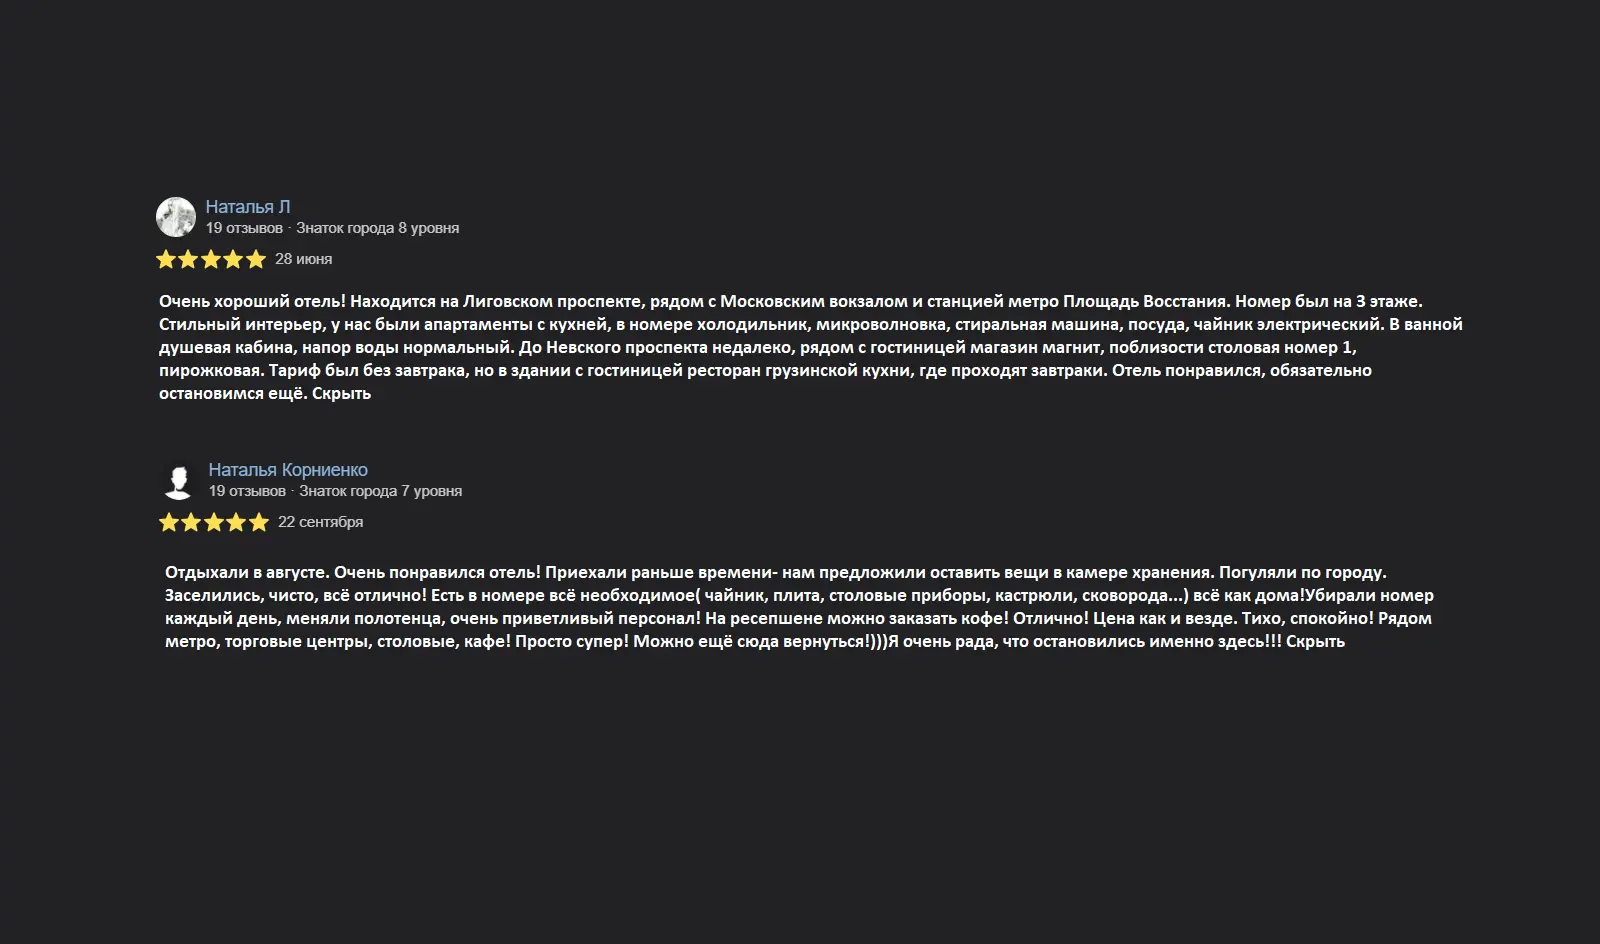 Наталья Л
19 отзывов · Знаток города 8 уровня
28 июня
Очень хороший отель! Находится на Лиговском проспекте, рядом с Московским вокзалом и станцией метро Площадь Восстания. Номер был на 3 этаже.
Стильный интерьер, у нас были апартаменты с кухней, в номере холодильник, микроволновка, стиральная машина, посуда, чайник электрический. В ванной
душевая кабина, напор воды нормальный. До Невского проспекта недалеко, рядом с гостиницей магазин магнит, поблизости столовая номер 1,
пирожковая. Тариф был без завтрака, но в здании с гостиницей ресторан грузинской кухни, где проходят завтраки. Отель понравился, обязательно
остановимся ещё. Скрыть
Наталья Корниенко
19 отзывов · Знаток города 7 уровня
22 сентября
Отдыхали в августе. Очень понравился отель! Приехали раньше времени- нам предложили оставить вещи в камере хранения. Погуляли по городу.
Заселились, чисто, всё отлично! Есть в номере всё необходимое( чайник, плита, столовые приборы, кастрюли, сковорода...) всё как дома!Убирали номер
каждый день, меняли полотенца, очень приветливый персонал! На ресепшене можно заказать кофе! Отлично! Цена как и везде. Тихо, спокойно! Рядом
метро, торговые центры, столовые, кафе! Просто супер! Можно ещё сюда вернуться!)))Я очень рада, что остановились именно здесь!!! Скрыть